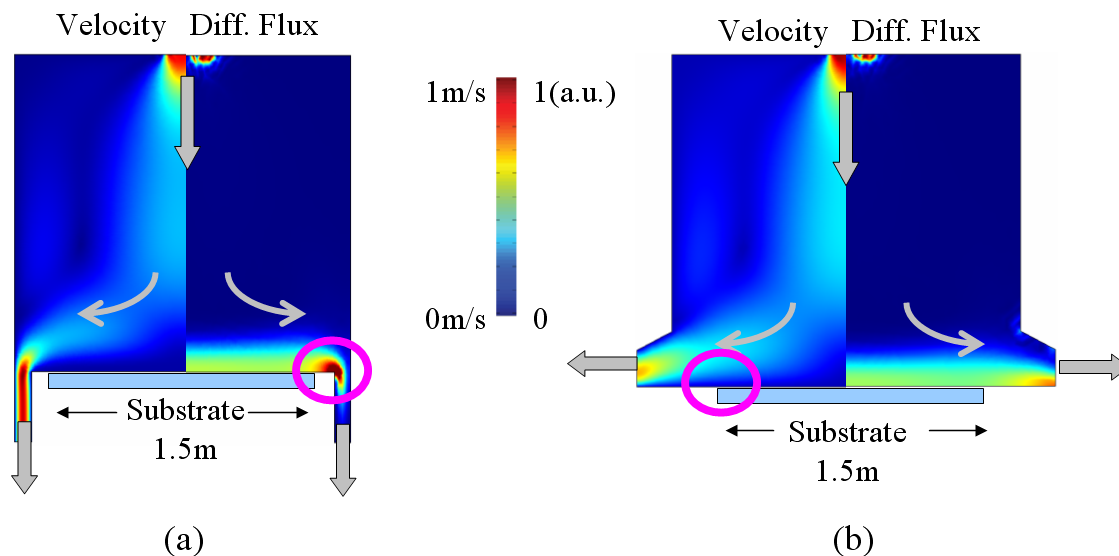 Velocity Diff. Flux
1m/s 1(a.u.)
0m/s 0
Substrate
1.5m
(a)
Velocity Diff. Flux
Substrate
1.5m
(b)